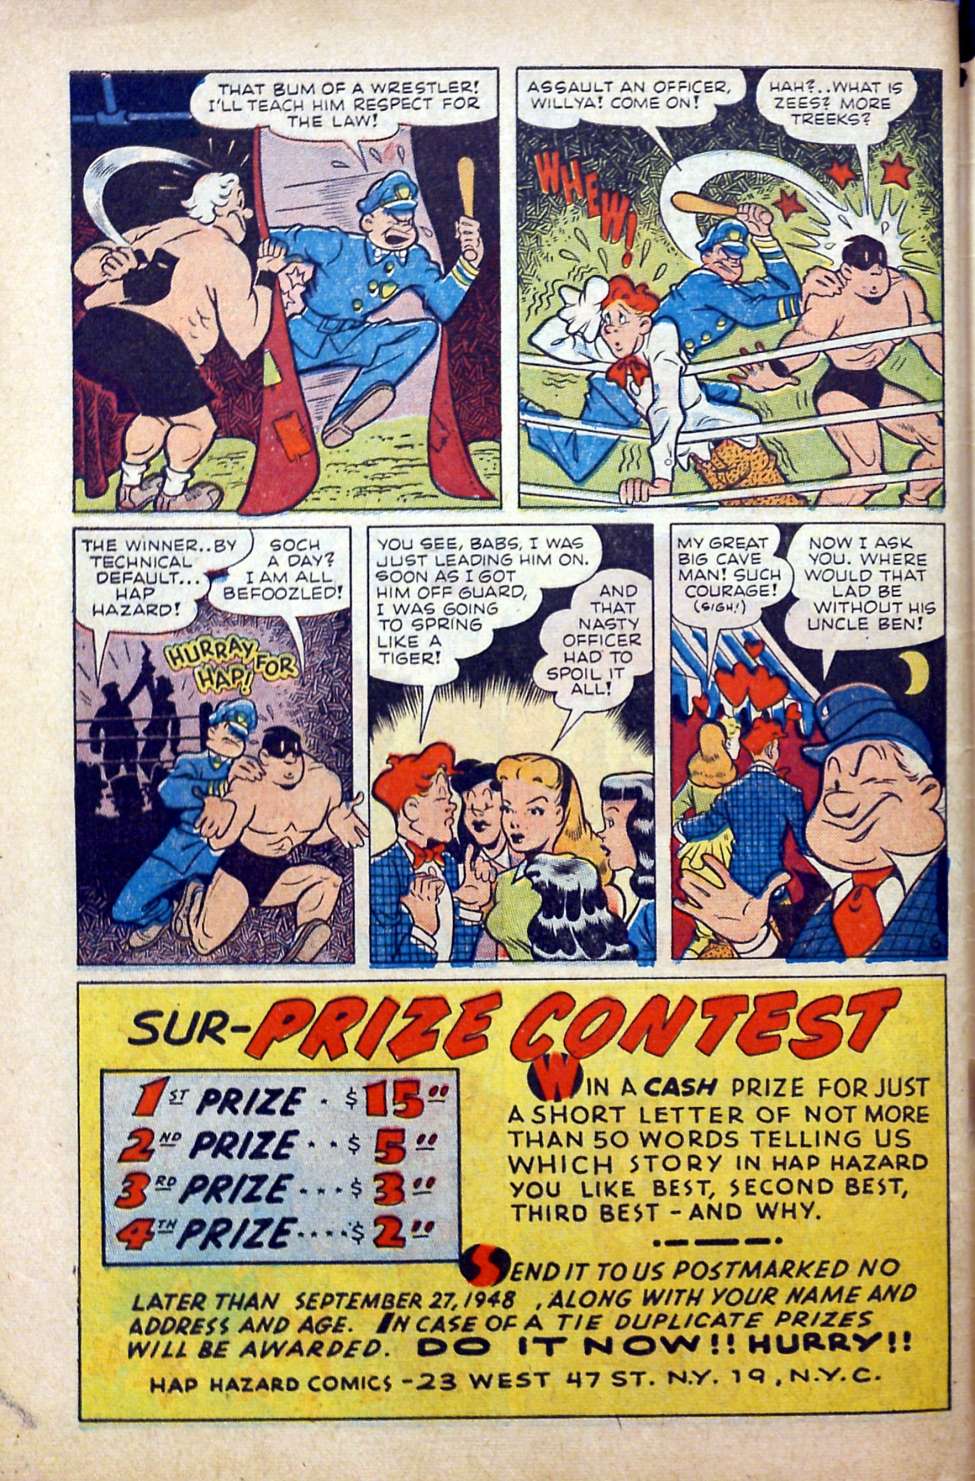 THAT BUM OF A WRESTLER!
I'LL TEACH HIM RESPECT FOR
THE LAW!
ASSAULT AN OFFICER,
WILLYA! COME ON!
HAH?..WHAT IS
ZEES? MORE
TREEKS?
WHEW!
THE WINNER..BY
TECHNICAL
DEFAULT...
HAP
HAZARD!
SOCH
A DAY?
I AM ALL
BEFOOZLED!
HURRAY FOR
HAP!
YOU SEE, BABS, I WAS
JUST LEADING HIM ON.
SOON AS I GOT
HIM OFF GUARD,
I WAS GOING
TO SPRING
LIKE A
TIGER!
AND
THAT
NASTY
OFFICER
HAD TO
SPOIL IT
ALL!
MY GREAT
BIG CAVE
MAN! SUCH
COURAGE!
(SIGH!)
NOW I ASK
YOU. WHERE
WOULD THAT
LAD BE
WITHOUT HIS
UNCLE BEN!
SUR-PRIZE CONTEST
1ST PRIZE . $15.00
2ND PRIZE . . $ 5.00
3RD PRIZE . . . $ 3.00
4TH PRIZE . . . . $ 2.00
WIN A CASH PRIZE FOR JUST
A SHORT LETTER OF NOT MORE
THAN 50 WORDS TELLING US
WHICH STORY IN HAP HAZARD
YOU LIKE BEST, SECOND BEST,
THIRD BEST - AND WHY.
SEND IT TO US POSTMARKED NO
LATER THAN SEPTEMBER 27, 1948 , ALONG WITH YOUR NAME AND
ADDRESS AND AGE. IN CASE OF A TIE DUPLICATE PRIZES
WILL BE AWARDED. DO IT NOW!! HURRY!!
HAP HAZARD COMICS - 23 WEST 47 ST. N.Y. 19, N.Y.C.